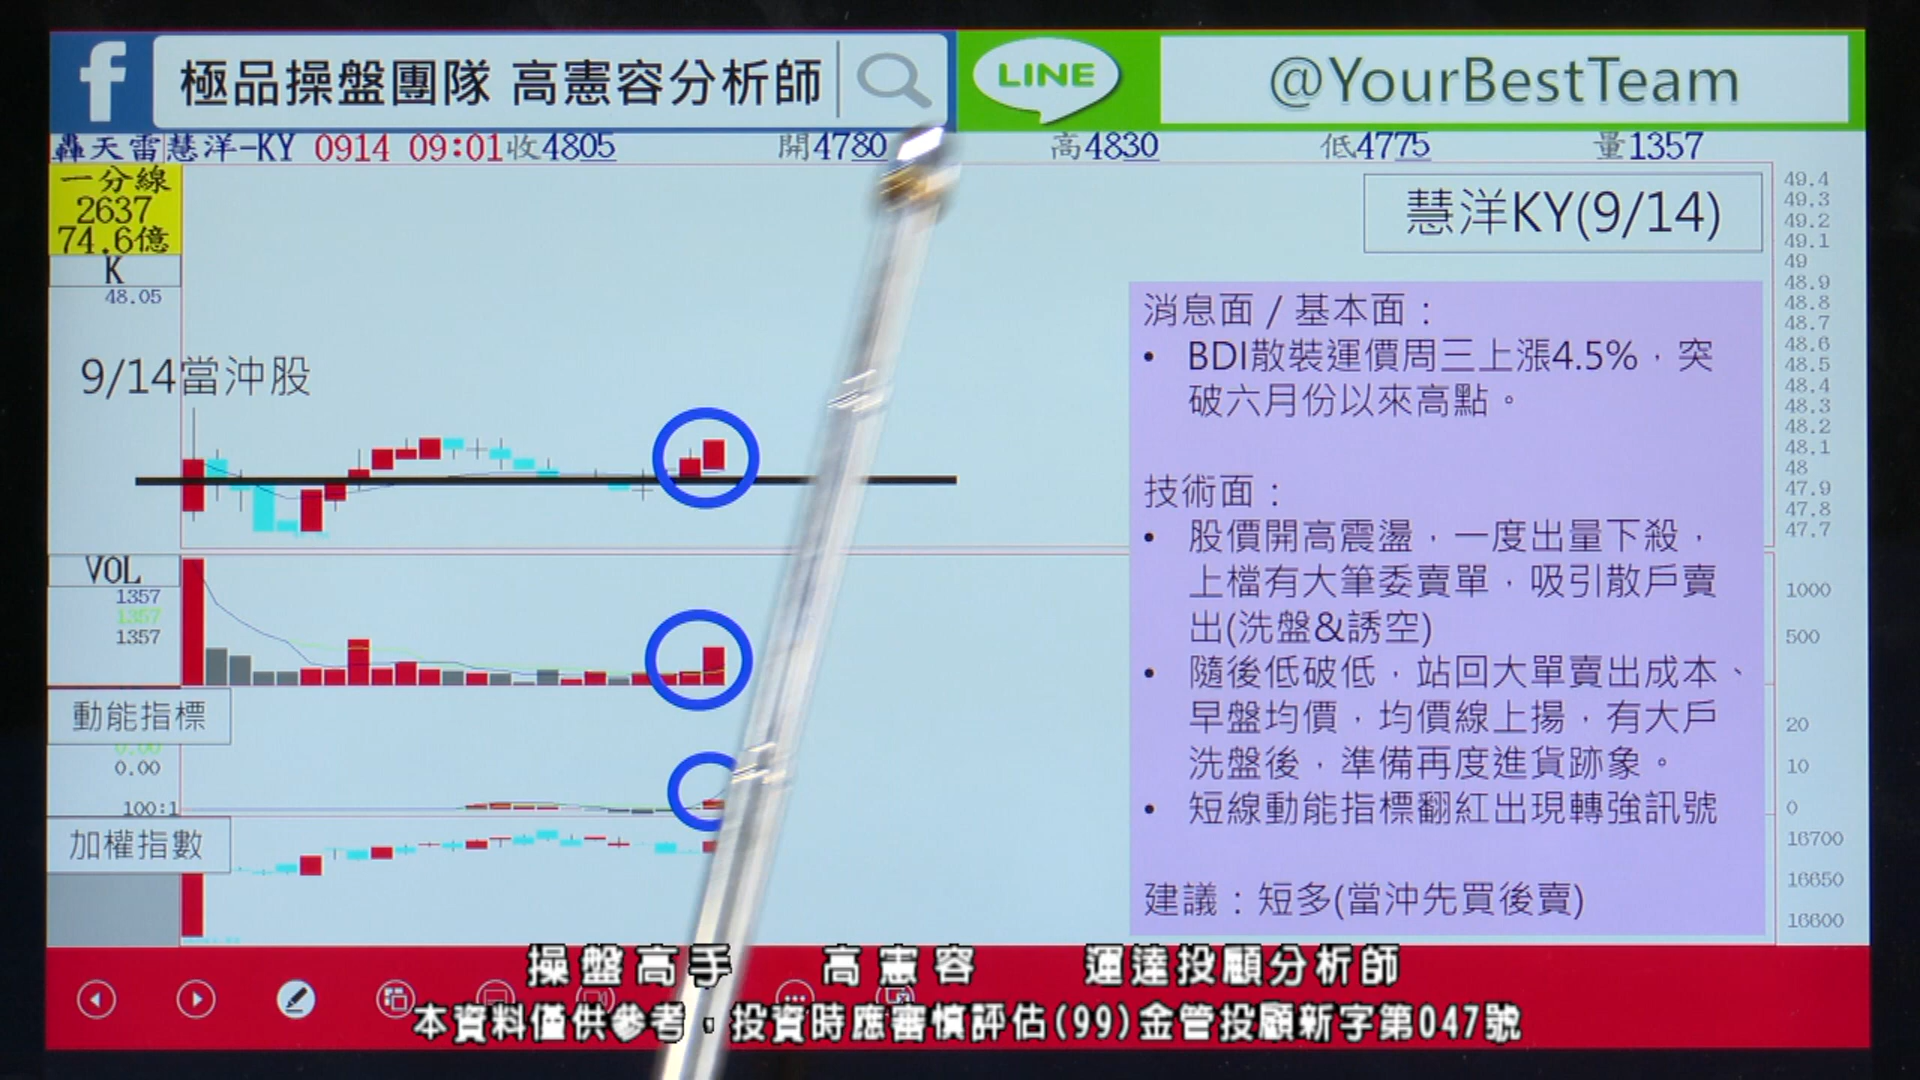 f 極品操盤團隊 高憲容分析師
LINE @YourBestTeam
轟天雷慧洋-KY 0914 09:01收4805 開4780 高4830 低4775 量1357
一分線
2637
74.6億
K
48.05
9/14當沖股
慧洋KY(9/14)
49.4
49.3
49.2
49.1
49
48.9
48.8
48.7
48.6
48.5
48.4
48.3
48.2
48.1
48
47.9
47.8
47.7
消息面 / 基本面：
• BDI散裝運價周三上漲4.5%，突
破六月份以來高點。
技術面：
• 股價開高震盪，一度出量下殺，
上檔有大筆委賣單，吸引散戶賣
出(洗盤&誘空)
• 隨後低破低，站回大單賣出成本、
早盤均價，均價線上揚，有大戶
洗盤後，準備再度進貨跡象。
• 短線動能指標翻紅出現轉強訊號
建議：短多(當沖先買後賣)
VOL
1357
1357
1357
1000
500
動能指標
0.00
0.00
100:1
20
10
0
加權指數
16700
16650
16600
操盤高手 高憲容 運達投顧分析師
本資料僅供參考，投資時應審慎評估(99)金管投顧新字第047號